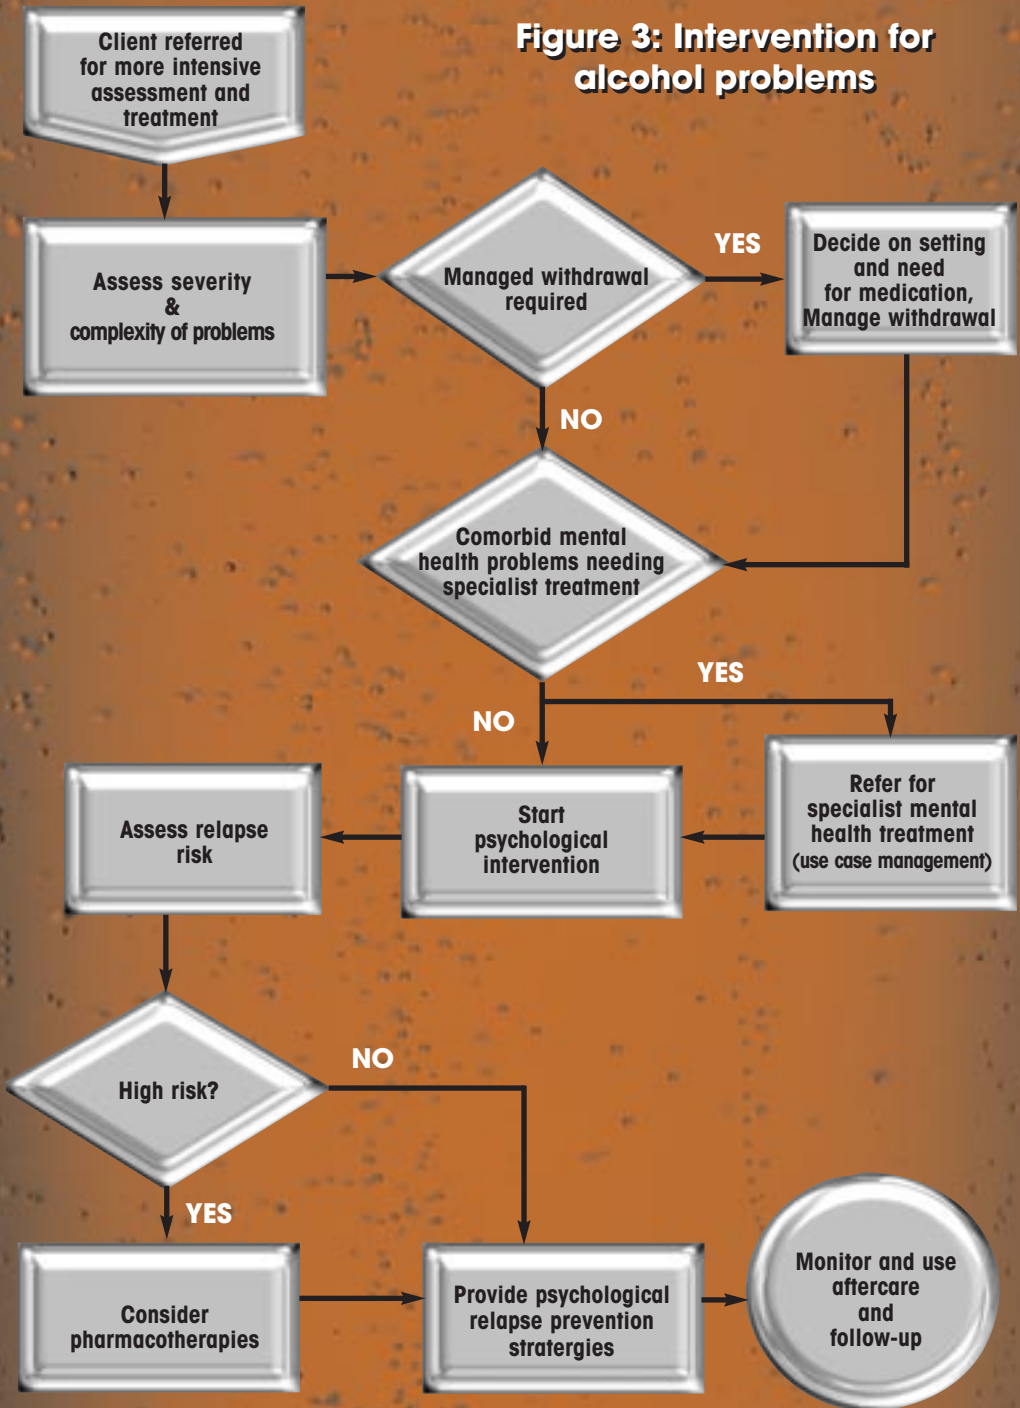 Figure 3: Intervention for
alcohol problems
Client referred
for more intensive
assessment and
treatment
Assess severity
&
complexity of problems
Managed withdrawal
required
YES
Decide on setting
and need
for medication,
Manage withdrawal
NO
Comorbid mental
health problems needing
specialist treatment
YES
NO
Refer for
specialist mental
health treatment
(use case management)
Start
psychological
intervention
Assess relapse
risk
High risk?
NO
YES
Consider
pharmacotherapies
Provide psychological
relapse prevention
stratergies
Monitor and use
aftercare
and
follow-up